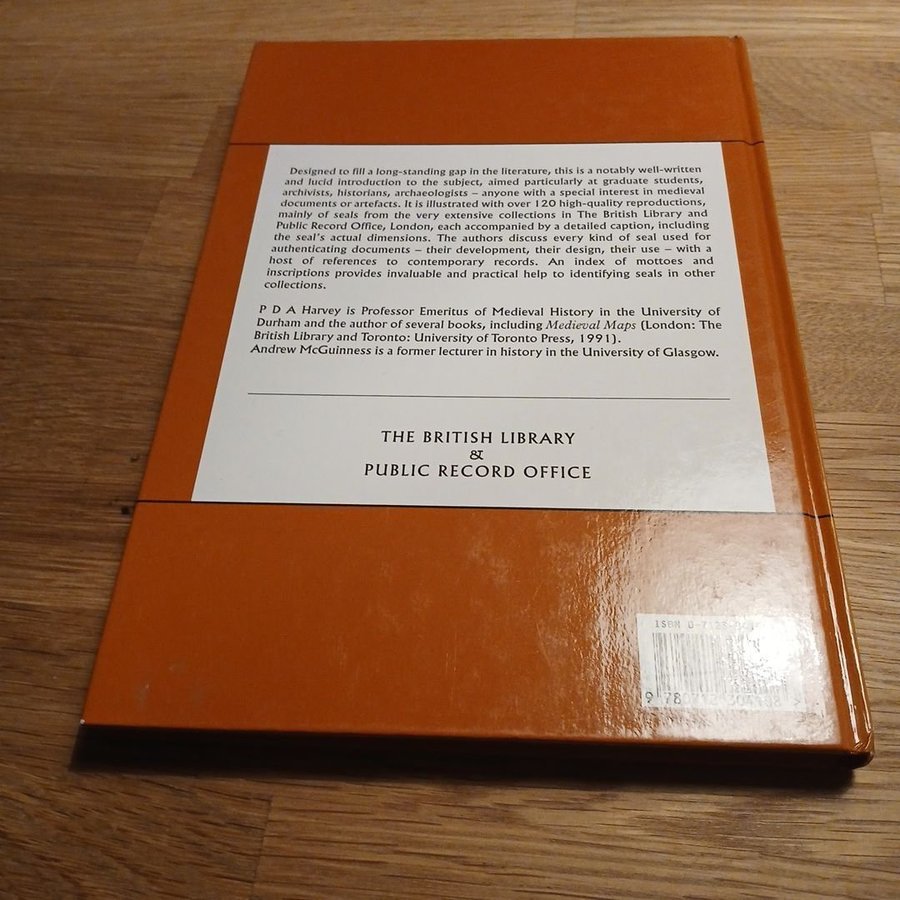 Designed to fill a long-standing gap in the literature, this is a notably well-written
and lucid introduction to the subject, aimed particularly at graduate students,
archivists, historians, archaeologists – anyone with a special interest in medieval
documents or artefacts. It is illustrated with over 120 high-quality reproductions,
mainly of seals from the very extensive collections in The British Library and
Public Record Office, London, each accompanied by a detailed caption, including
the seal's actual dimensions. The authors discuss every kind of seal used for
authenticating documents – their development, their design, their use – with a
host of references to contemporary records. An index of mottoes and
inscriptions provides invaluable and practical help to identifying seals in other
collections.
P D A Harvey is Professor Emeritus of Medieval History in the University of
Durham and the author of several books, including Medieval Maps (London: The
British Library and Toronto: University of Toronto Press, 1991).
Andrew McGuinness is a former lecturer in history in the University of Glasgow.
THE BRITISH LIBRARY
&
PUBLIC RECORD OFFICE
ISBN